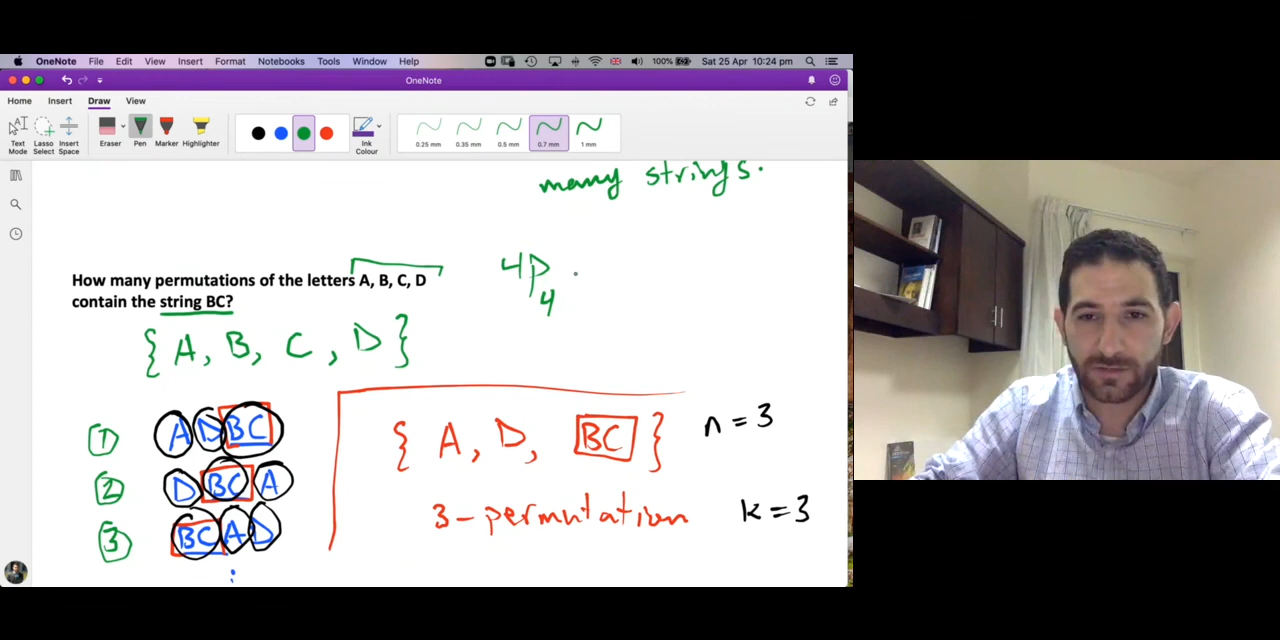 OneNote File Edit View Insert Format Notebooks Tools Window Help 100% Sat 25 Apr 10:24 pm
OneNote
Home Insert Draw View
Text Mode Lasso Select Insert Space Eraser Pen Marker Highlighter Ink Colour 0.25 mm 0.35 mm 0.5 mm 0.7 mm 1 mm
many strings.
How many permutations of the letters A, B, C, D
contain the string BC?
4P4
{ A, B, C, D }
① A D BC
② D BC A
③ BC A D
⋮
{ A, D, BC } n = 3
3-permutation k = 3